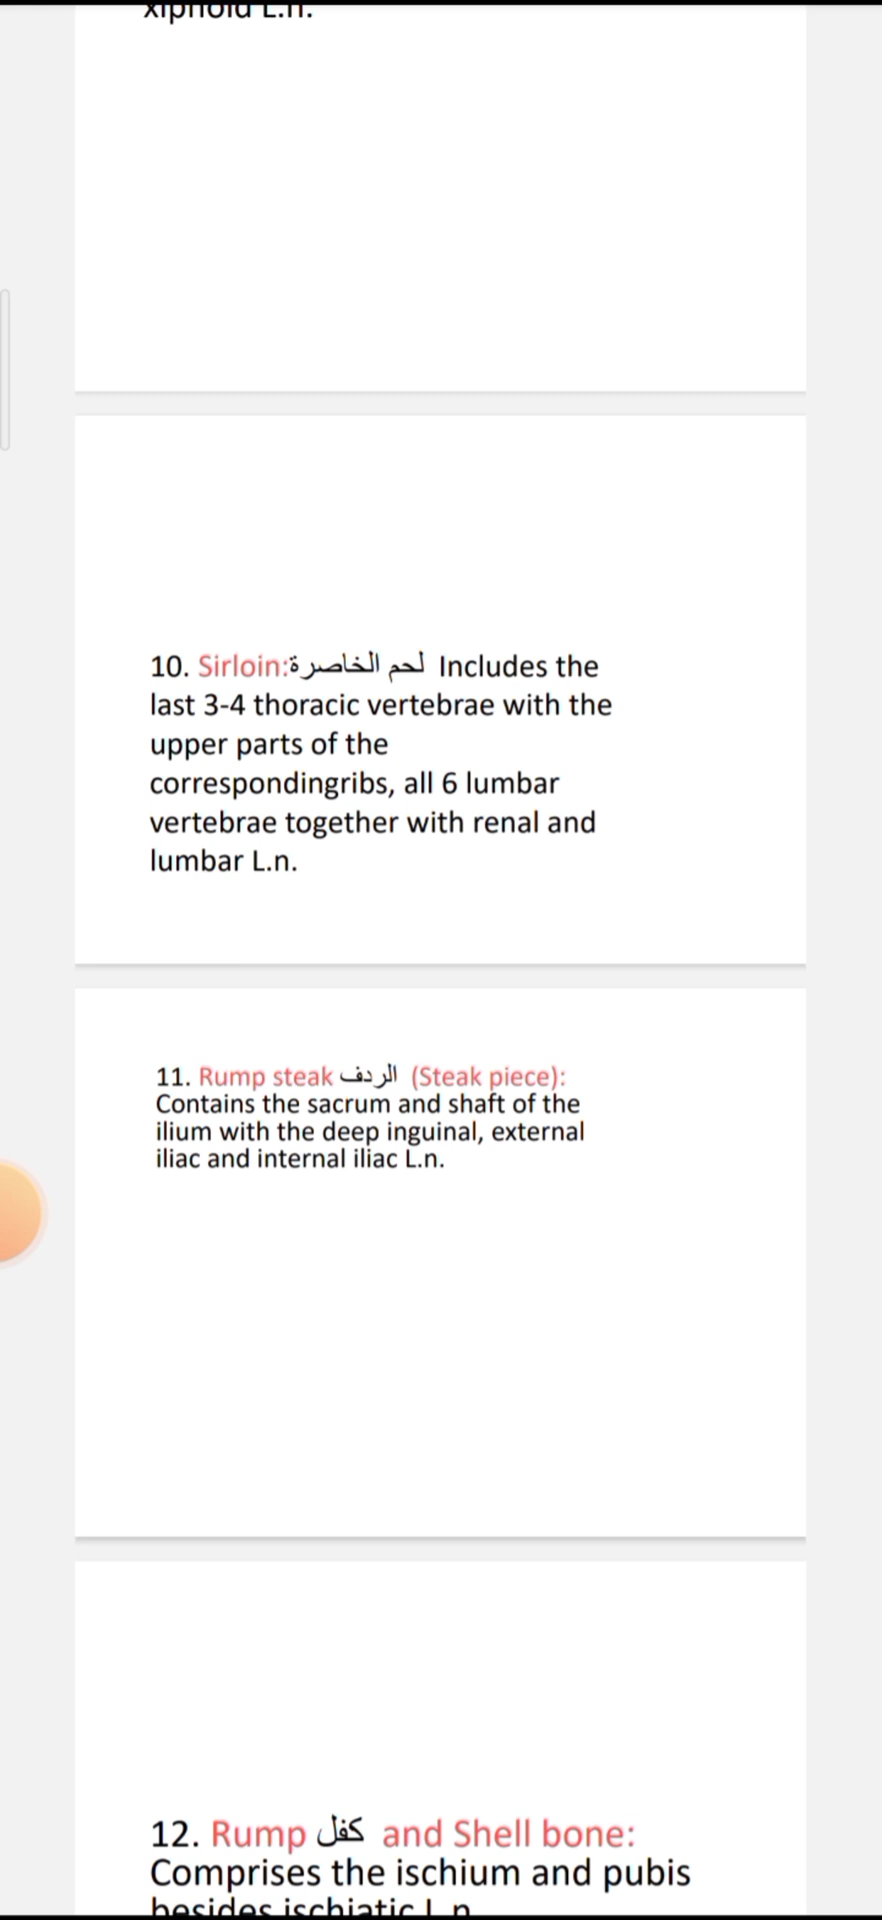 xiphoid L.n.
10. Sirloin:لحم الخاصرة Includes the
last 3-4 thoracic vertebrae with the
upper parts of the
correspondingribs, all 6 lumbar
vertebrae together with renal and
lumbar L.n.
11. Rump steak الردف (Steak piece):
Contains the sacrum and shaft of the
ilium with the deep inguinal, external
iliac and internal iliac L.n.
12. Rump كفل and Shell bone:
Comprises the ischium and pubis
besides ischiatic L.n